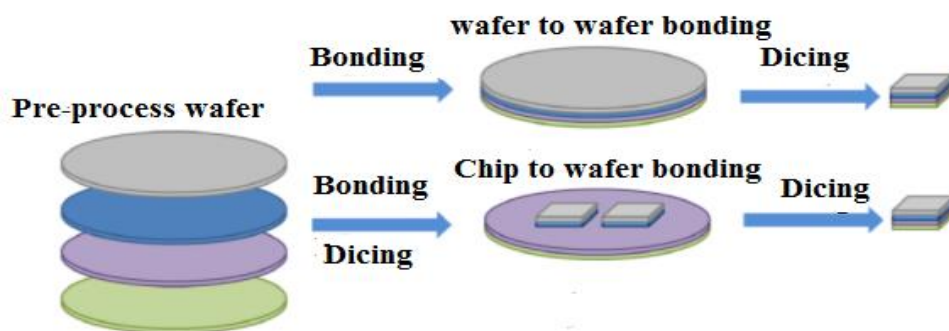 wafer to wafer bonding
Bonding
Dicing
Pre-process wafer
Chip to wafer bonding
Bonding
Dicing
Dicing